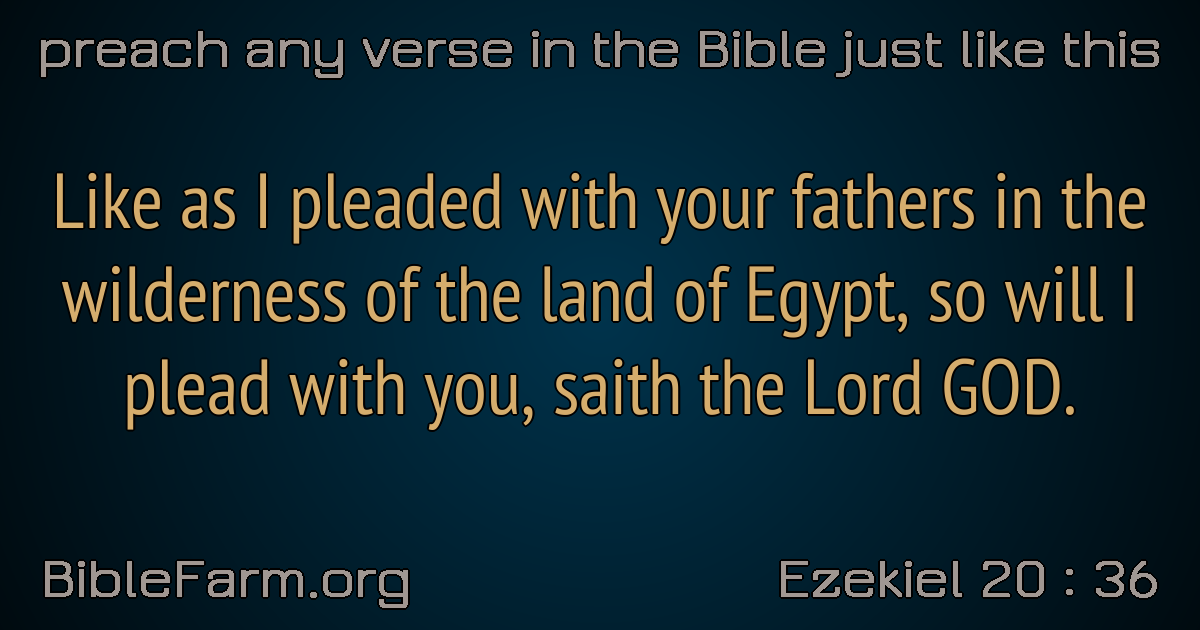 preach any verse in the Bible just like this
Like as I pleaded with your fathers in the
wilderness of the land of Egypt, so will I
plead with you, saith the Lord GOD.
BibleFarm.org
Ezekiel 20 : 36